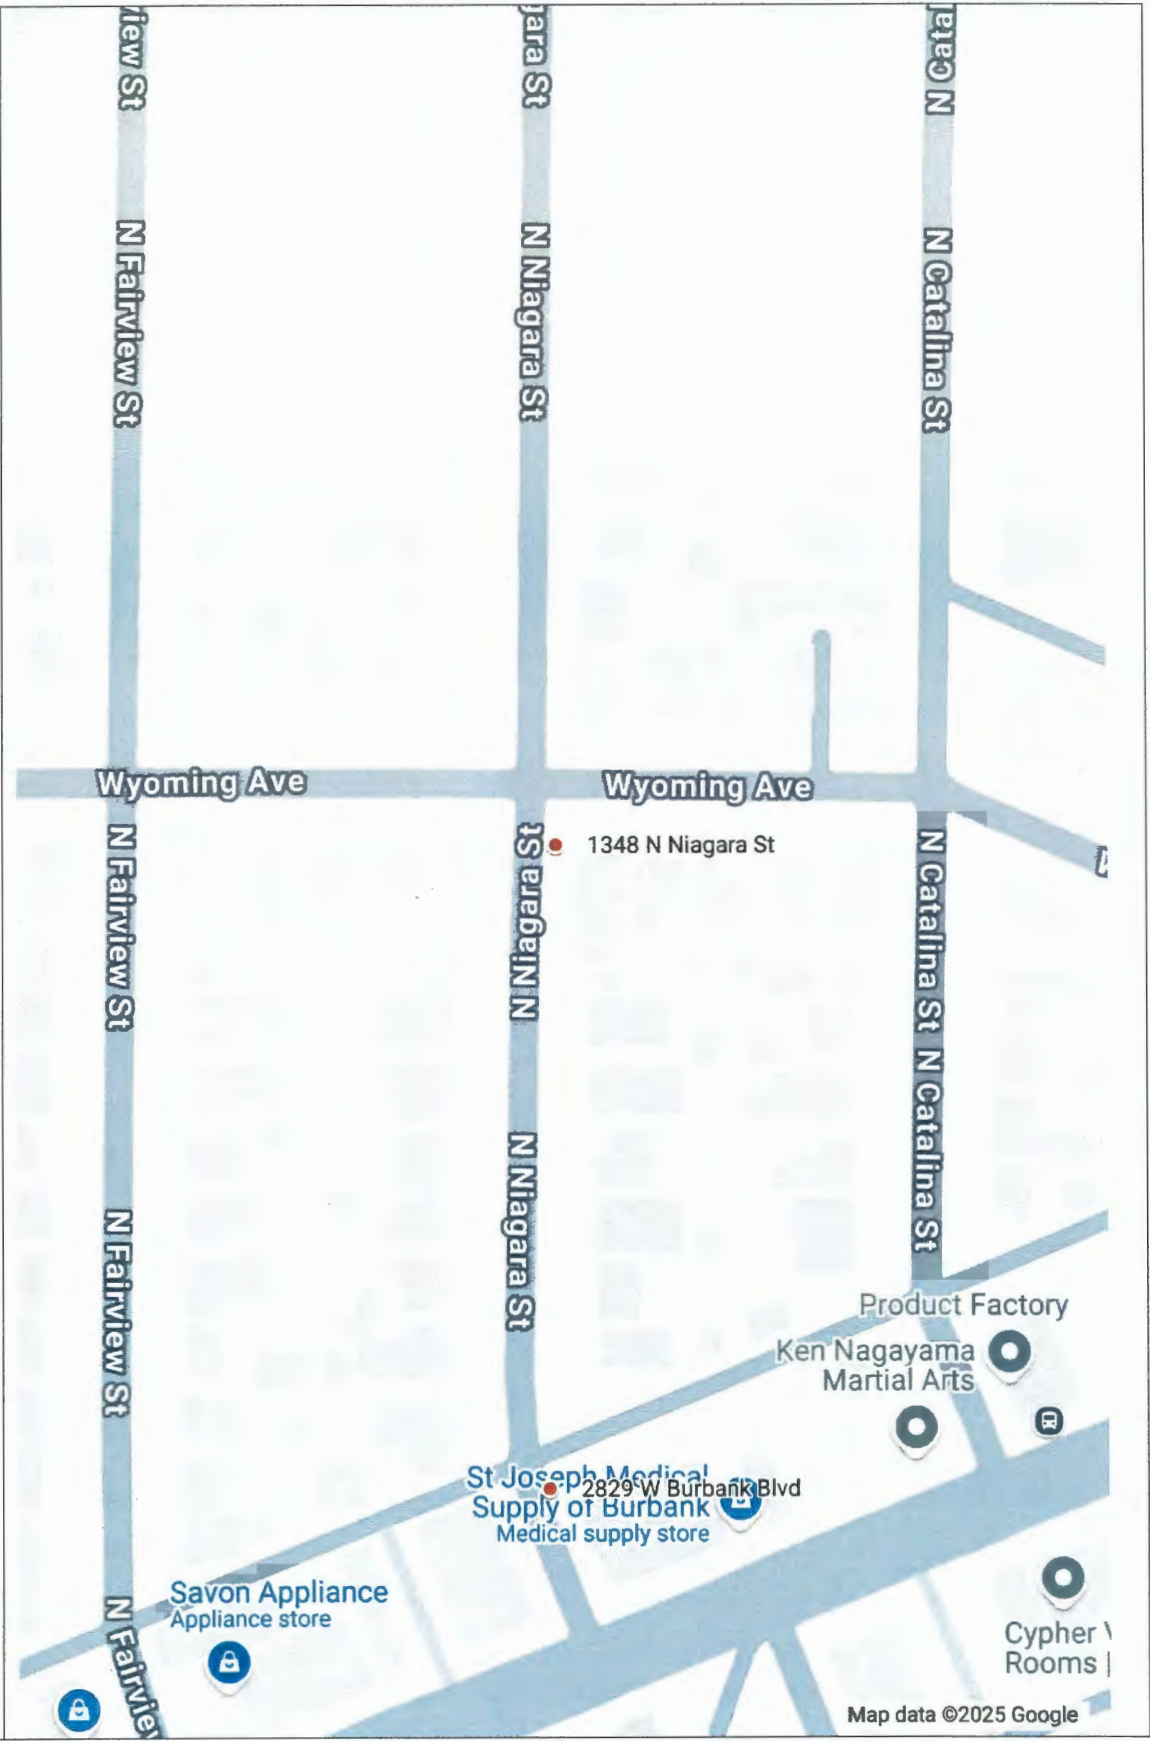 view St
gara St
N Cata
N Fairview St
N Niagara St
N Catalina St
Wyoming Ave
Wyoming Ave
N Fairview St
N Niagara St
1348 N Niagara St
N Catalina St
N Catalina St
N Niagara St
N Fairview St
Product Factory
Ken Nagayama
Martial Arts
St Joseph Medical
2829 W Burbank Blvd
Supply of Burbank
Medical supply store
Savon Appliance
Appliance store
N Fairview
Cypher
Rooms
Map data ©2025 Google